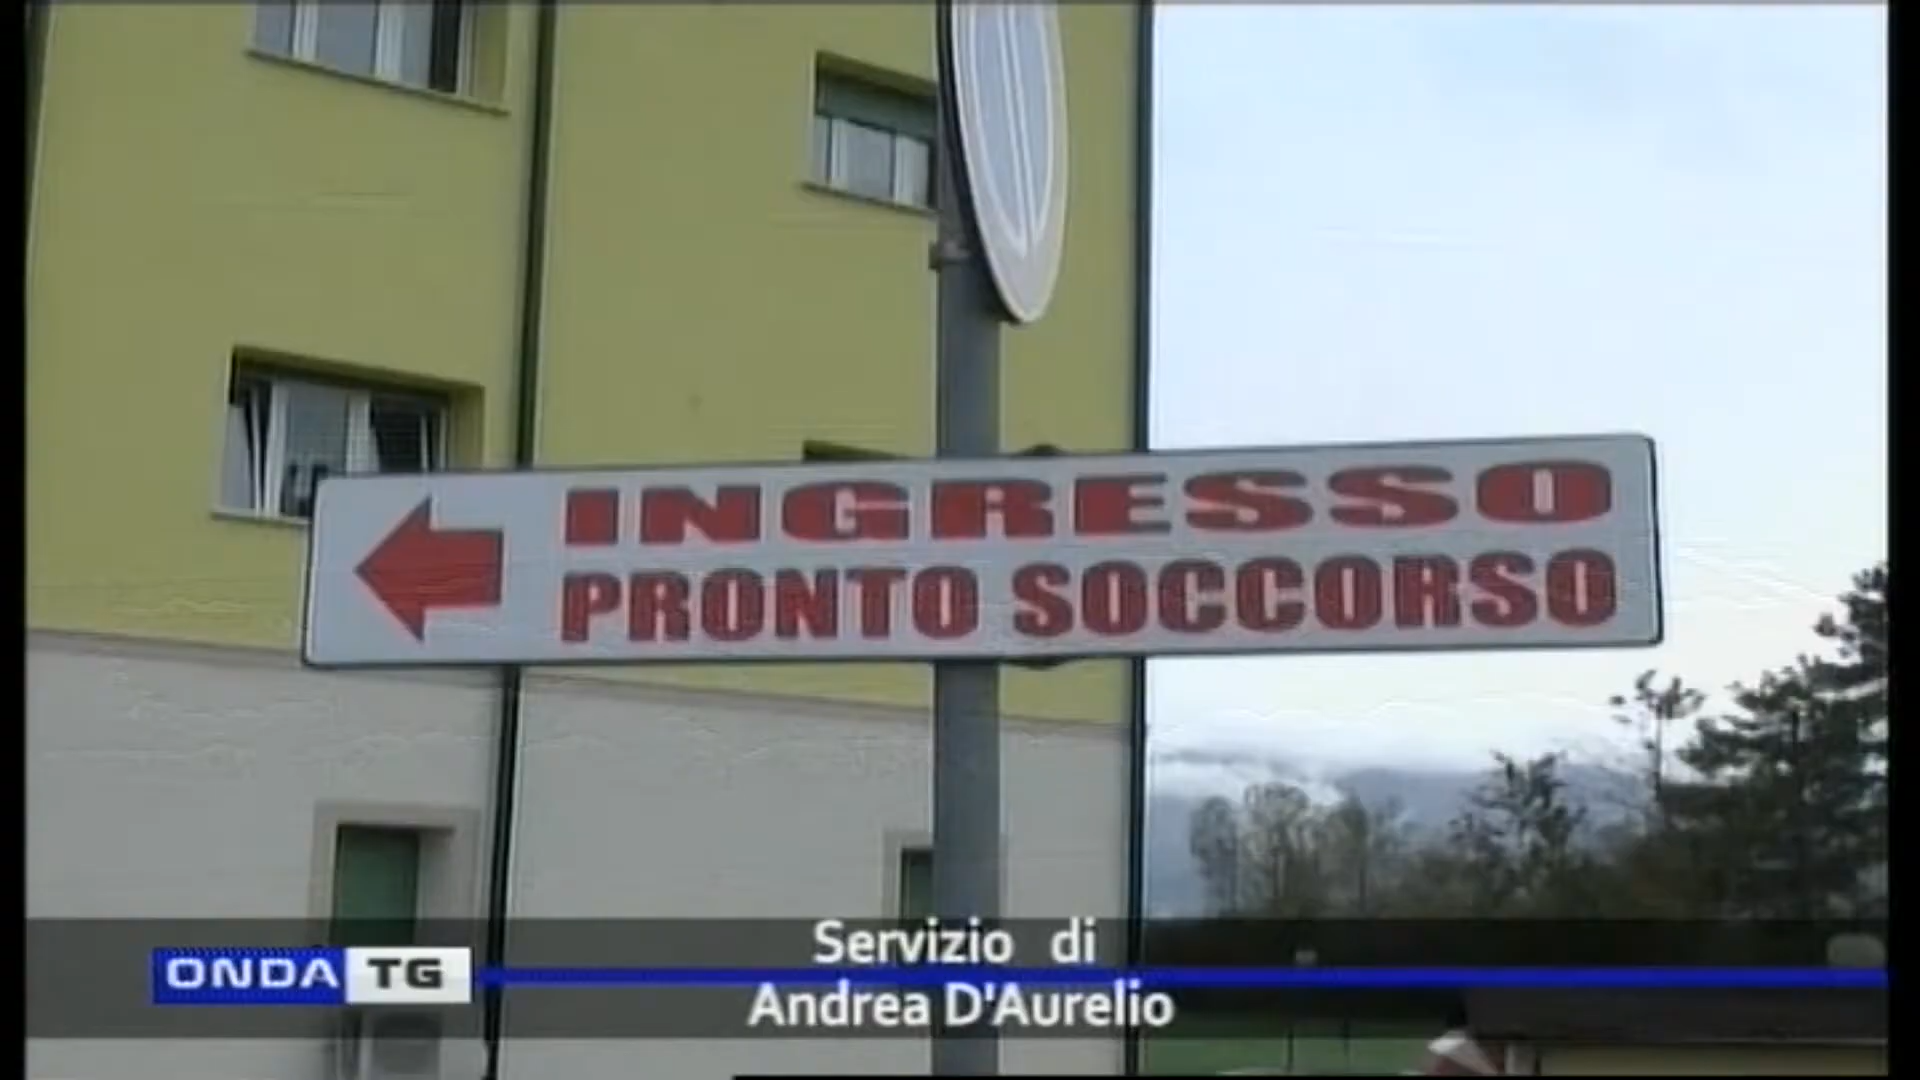 INGRESSO
PRONTO SOCCORSO
Servizio di
ONDA TG
Andrea D'Aurelio